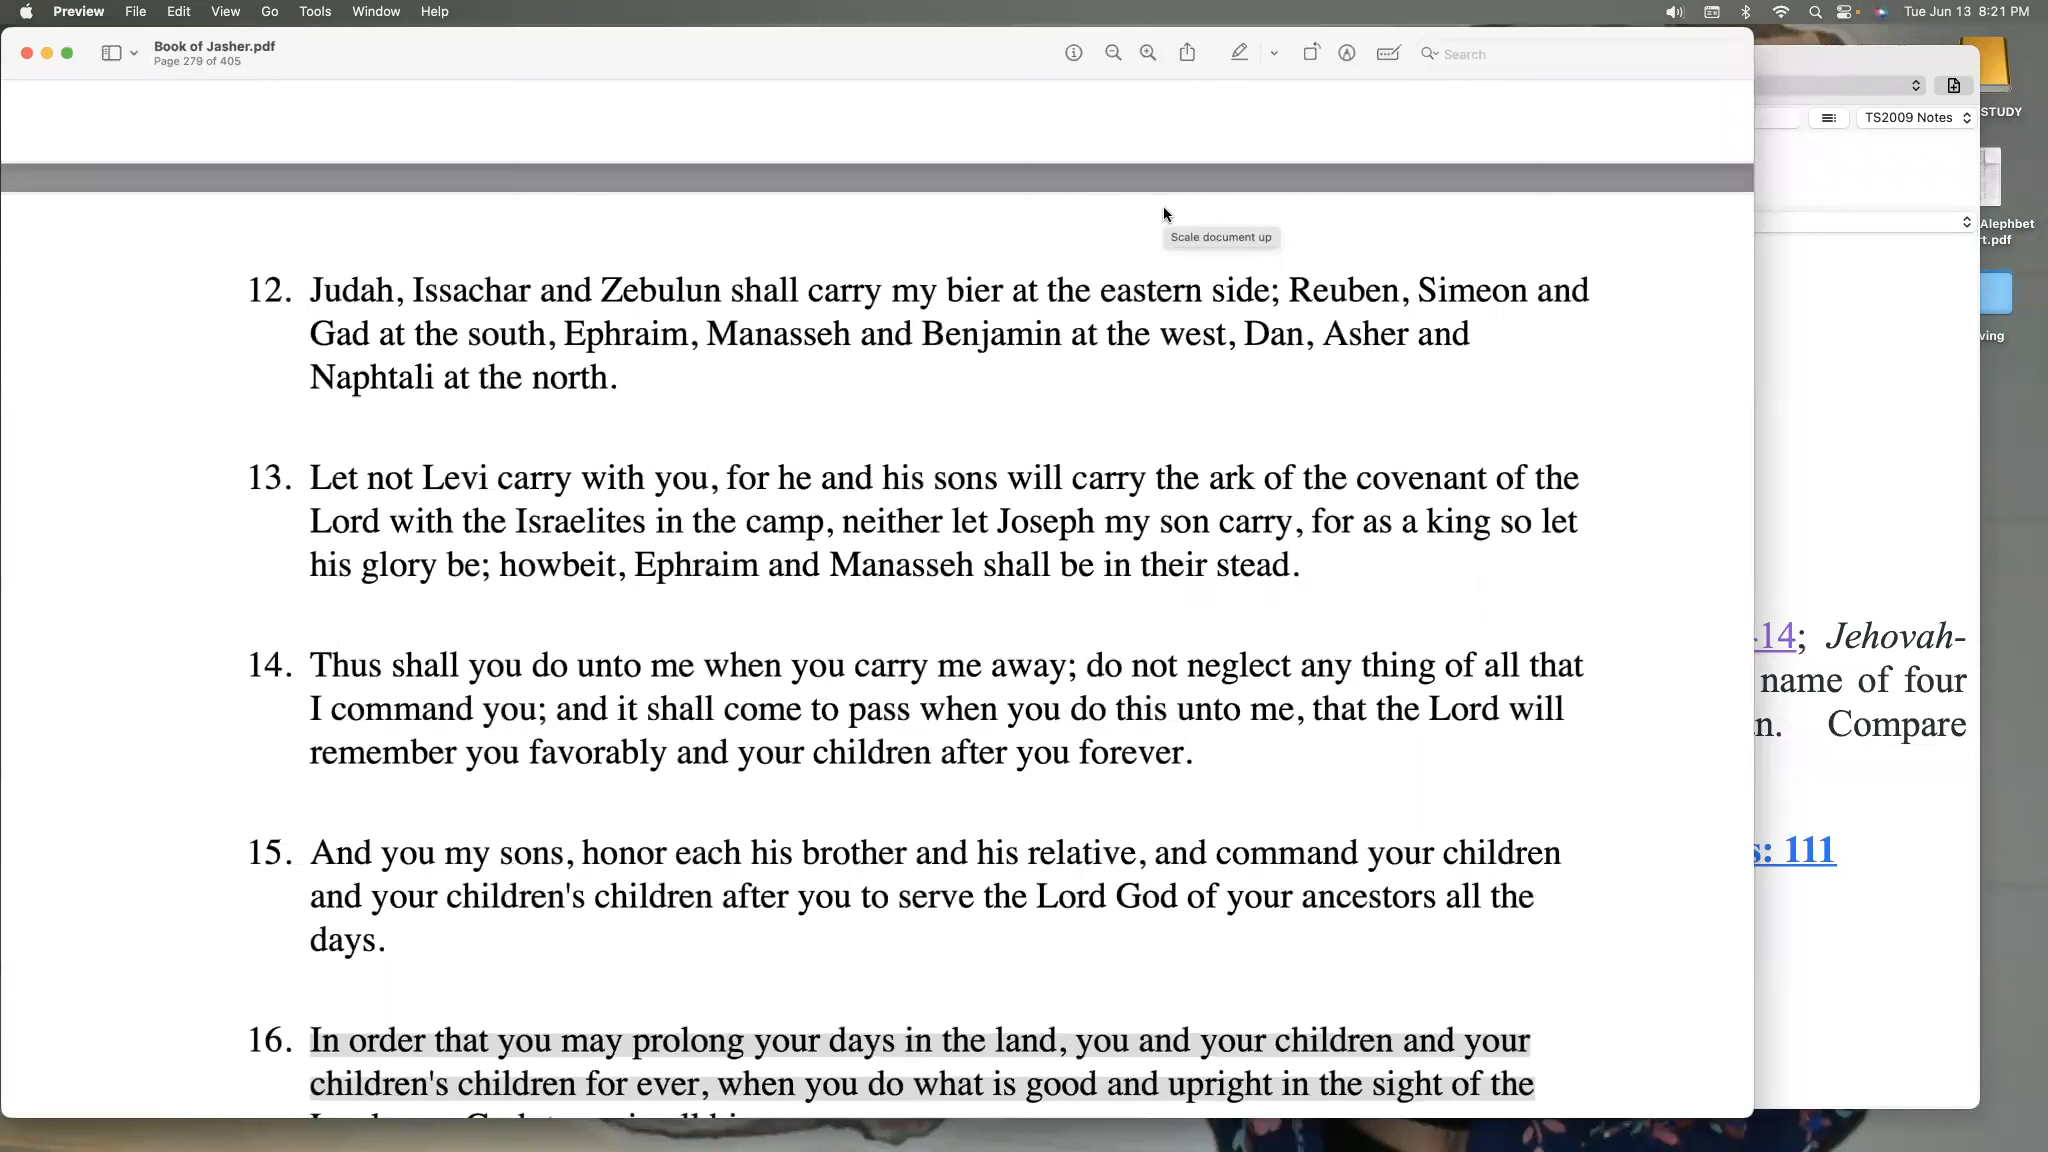 Preview File Edit View Go Tools Window Help
Tue Jun 13 8:21 PM
Book of Jasher.pdf
Page 279 of 405
Search
Scale document up
12. Judah, Issachar and Zebulun shall carry my bier at the eastern side; Reuben, Simeon and
Gad at the south, Ephraim, Manasseh and Benjamin at the west, Dan, Asher and
Naphtali at the north.
13. Let not Levi carry with you, for he and his sons will carry the ark of the covenant of the
Lord with the Israelites in the camp, neither let Joseph my son carry, for as a king so let
his glory be; howbeit, Ephraim and Manasseh shall be in their stead.
14. Thus shall you do unto me when you carry me away; do not neglect any thing of all that
I command you; and it shall come to pass when you do this unto me, that the Lord will
remember you favorably and your children after you forever.
15. And you my sons, honor each his brother and his relative, and command your children
and your children's children after you to serve the Lord God of your ancestors all the
days.
16. In order that you may prolong your days in the land, you and your children and your
children's children for ever, when you do what is good and upright in the sight of the
TS2009 Notes
-14; Jehovah-
name of four
n. Compare
s: 111
STUDY
Alephbet
t.pdf
ving